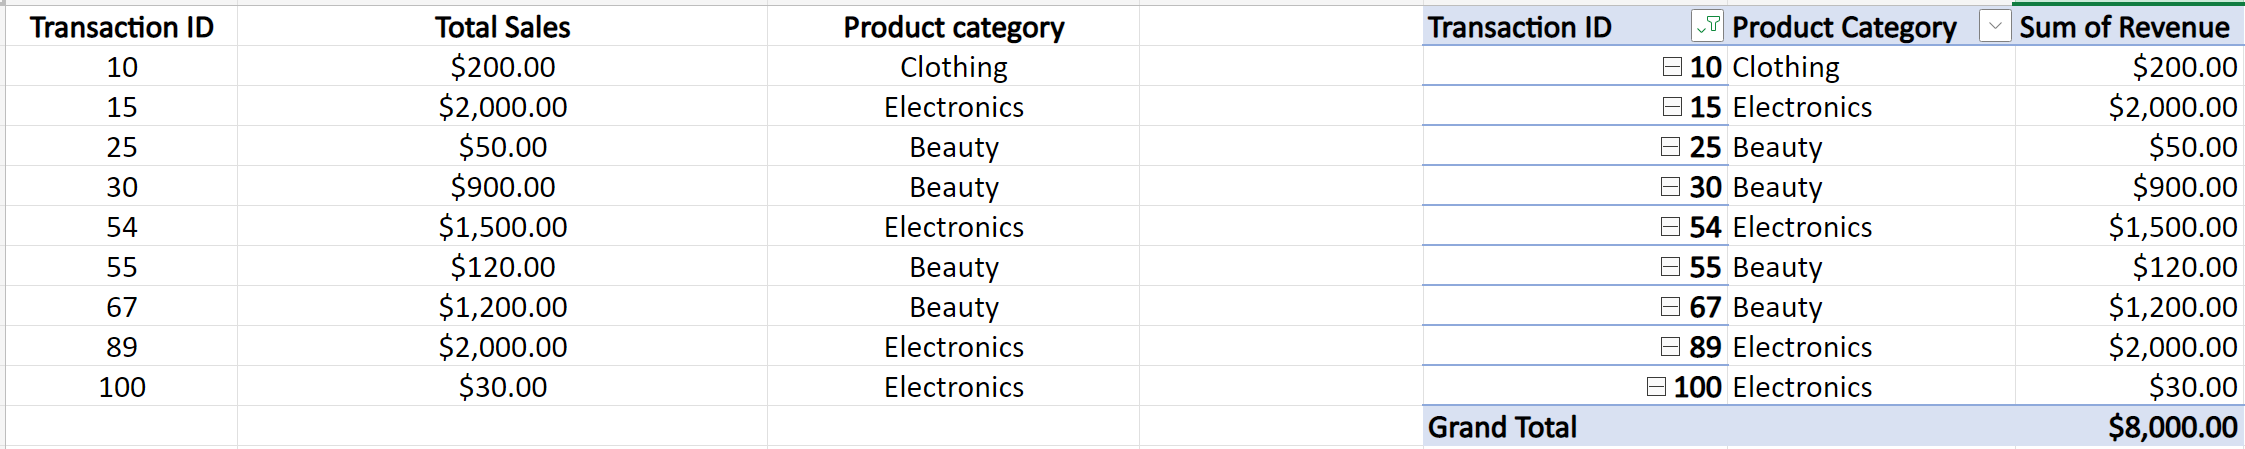 Transaction ID Total Sales Product category Transaction ID Product Category Sum of Revenue
10 $200.00 Clothing 10 Clothing $200.00
15 $2,000.00 Electronics 15 Electronics $2,000.00
25 $50.00 Beauty 25 Beauty $50.00
30 $900.00 Beauty 30 Beauty $900.00
54 $1,500.00 Electronics 54 Electronics $1,500.00
55 $120.00 Beauty 55 Beauty $120.00
67 $1,200.00 Beauty 67 Beauty $1,200.00
89 $2,000.00 Electronics 89 Electronics $2,000.00
100 $30.00 Electronics 100 Electronics $30.00
Grand Total $8,000.00